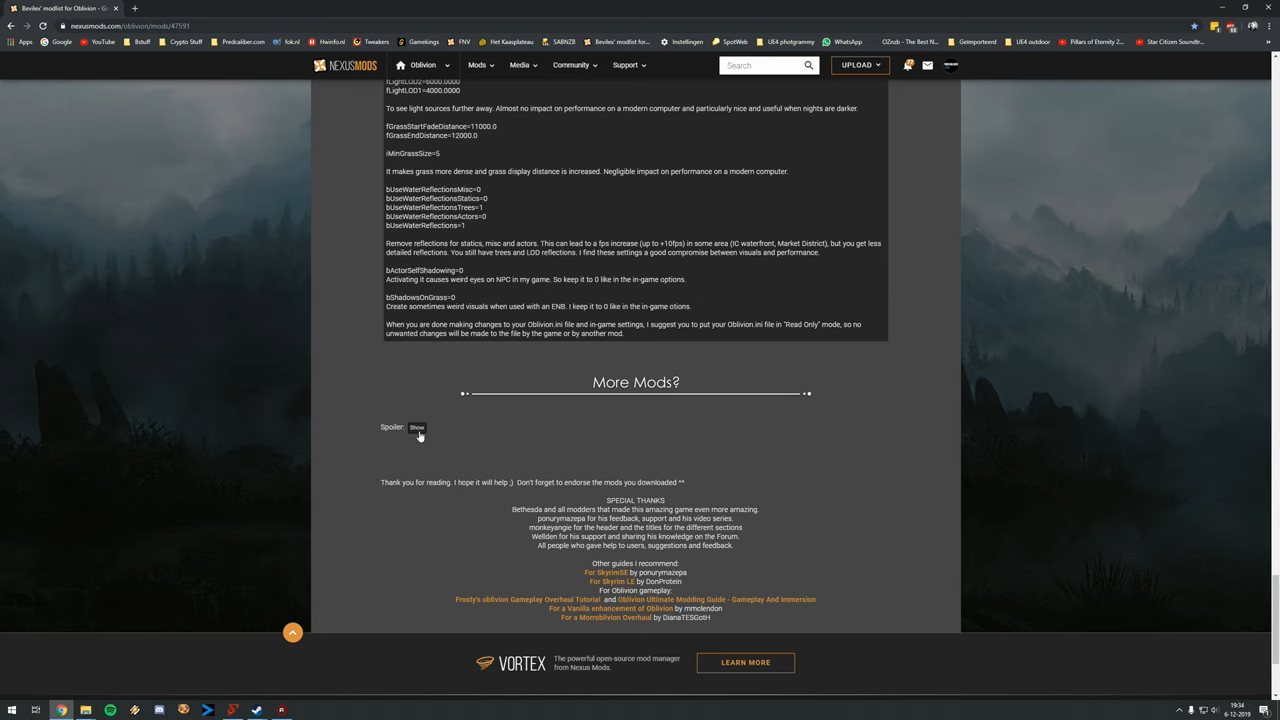 Bevilex' modlist for Oblivion - G
nexusmods.com/oblivion/mods/47591
Apps Google YouTube Bstuff Crypto Stuff Predcaliber.com fok.nl Hwinfo.nl Tweakers Gamekings FNV Het Kaasplateau SABNZB Bevilex' modlist fo... Instellingen SpotWeb UE4 photgrammy WhatsApp OZnzb - The Best N... Geïmporteerd UE4 outdoor Pillars of Eternity 2... Star Citizen Soundtr...
NEXUSMODS Oblivion Mods Media Community Support Search UPLOAD
fLightLOD2=6000.0000
fLightLOD1=4000.0000
To see light sources further away. Almost no impact on performance on a modern computer and particularly nice and useful when nights are darker.
fGrassStartFadeDistance=11000.0
fGrassEndDistance=12000.0
iMinGrassSize=5
It makes grass more dense and grass display distance is increased. Negligible impact on performance on a modern computer.
bUseWaterReflectionsMisc=0
bUseWaterReflectionsStatics=0
bUseWaterReflectionsTrees=1
bUseWaterReflectionsActors=0
bUseWaterReflections=1
Remove reflections for statics, misc and actors. This can lead to a fps increase (up to +10fps) in some area (IC waterfront, Market District), but you get less
detailed reflections. You still have trees and LOD reflections. I find these settings a good compromise between visuals and performance.
bActorSelfShadowing=0
Activating it causes weird eyes on NPC in my game. So keep it to 0 like in the in-game options.
bShadowsOnGrass=0
Create sometimes weird visuals when used with an ENB. I keep it to 0 like in the in-game otions.
When you are done making changes to your Oblivion.ini file and in-game settings, I suggest you to put your Oblivion.ini file in "Read Only" mode, so no
unwanted changes will be made to the file by the game or by another mod.
More Mods?
Spoiler: Show
Thank you for reading. I hope it will help ;) Don't forget to endorse the mods you downloaded ^^
SPECIAL THANKS
Bethesda and all modders that made this amazing game even more amazing.
ponurymazepa for his feedback, support and his video series.
monkeyangie for the header and the titles for the different sections
Wellden for his support and sharing his knowledge on the Forum.
All people who gave help to users, suggestions and feedback.
Other guides I recommend:
For SkyrimSE by ponurymazepa
For Skyrim LE by DonProtein
For Oblivion gameplay:
Frosty's oblivion Gameplay Overhaul Tutorial and Oblivion Ultimate Modding Guide - Gameplay And Immersion
For a Vanilla enhancement of Oblivion by mmclendon
For a Morroblivion Overhaul by DianaTESGotH
VORTEX The powerful open-source mod manager
from Nexus Mods.
LEARN MORE
19:34
6-12-2019